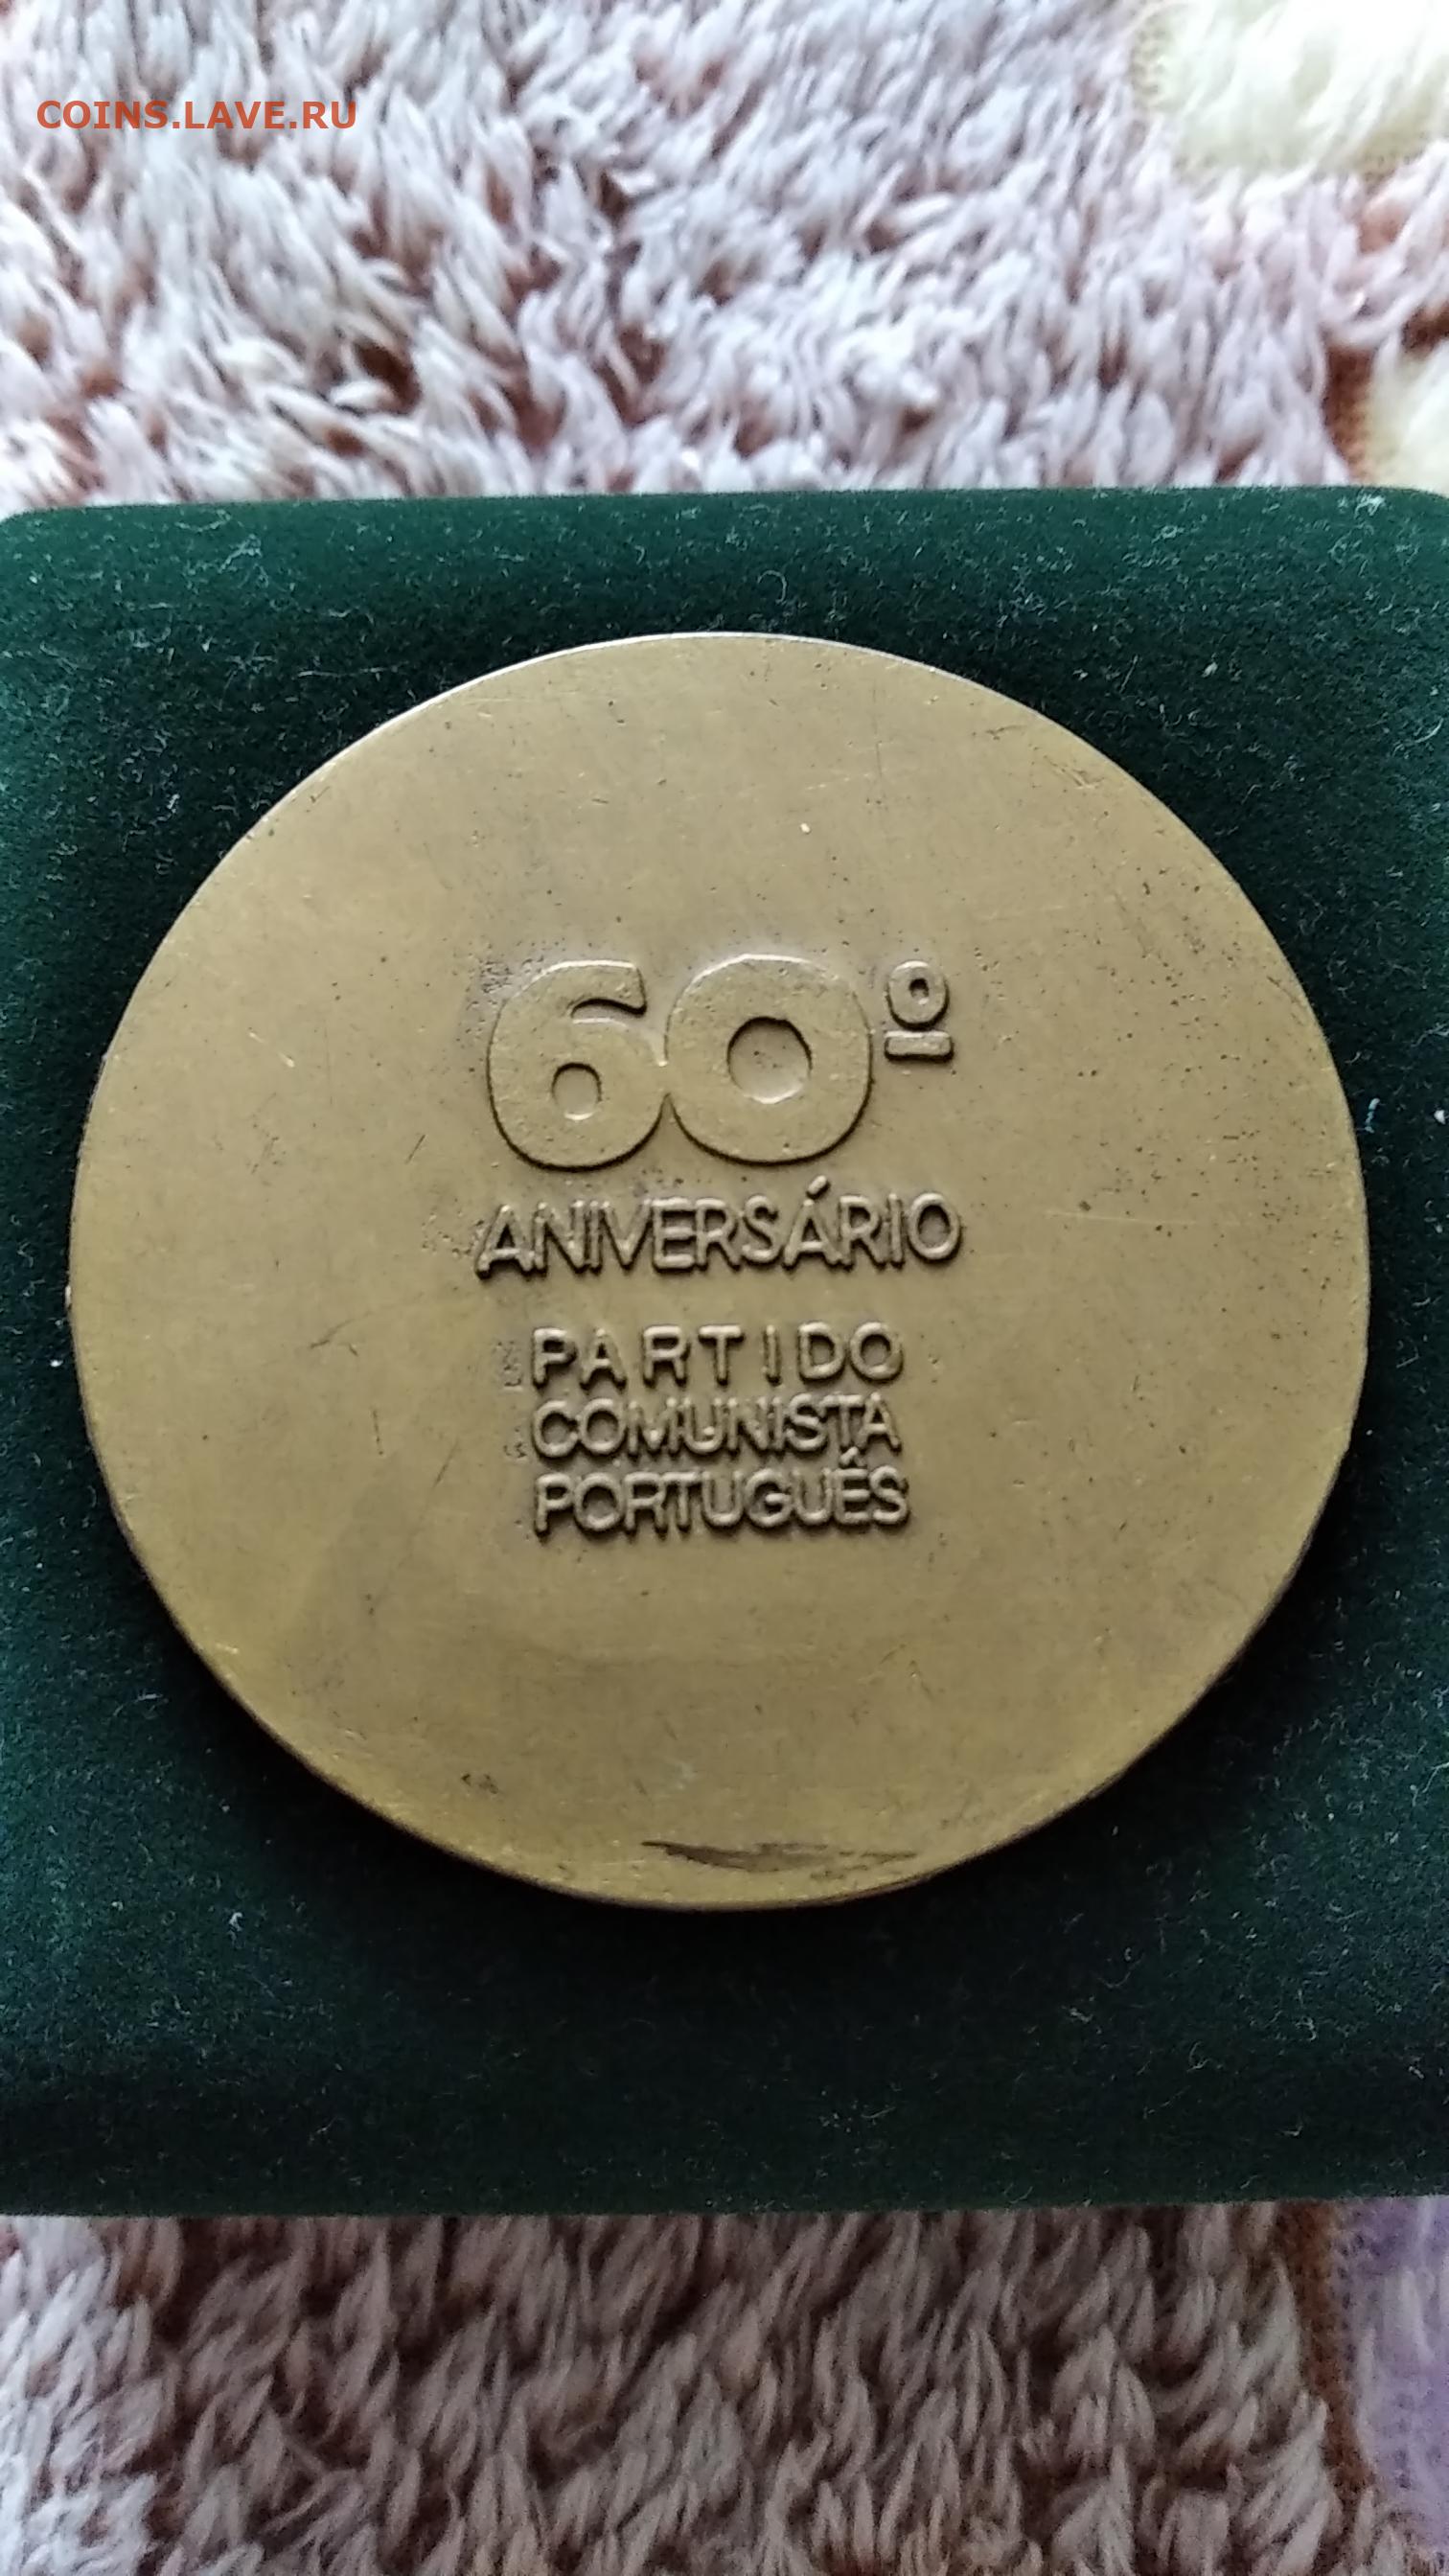 COINS.LAVE.RU
60º
ANIVERSÁRIO
PARTIDO
COMUNISTA
PORTUGUÊS